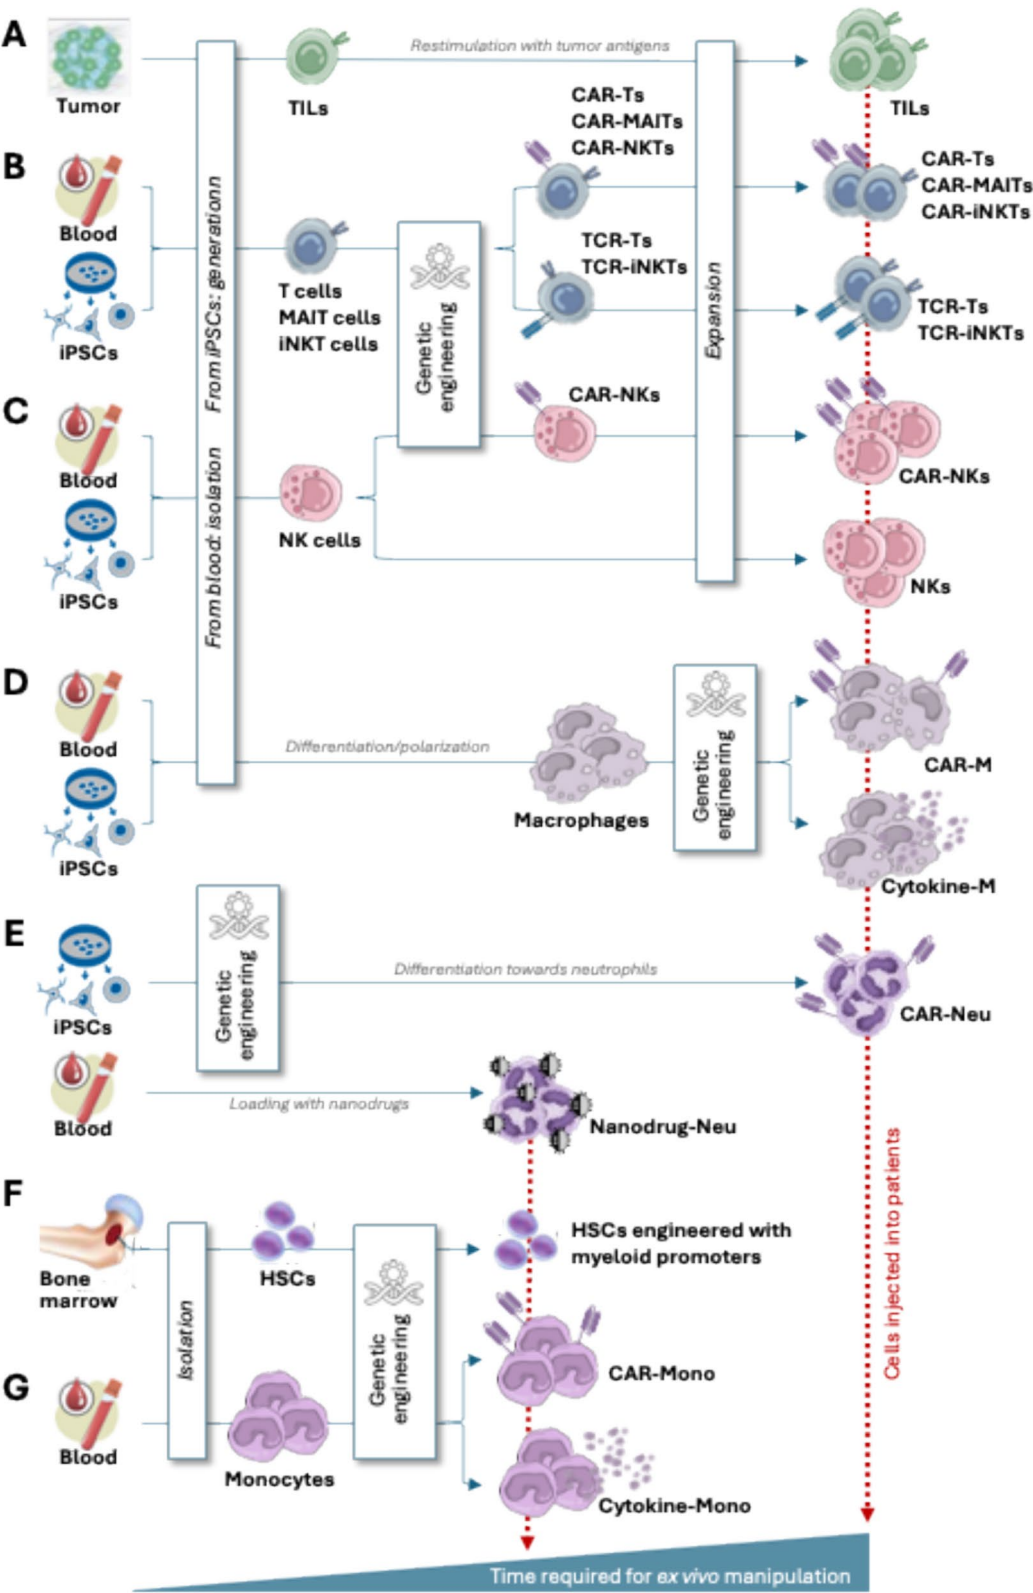 A
Tumor
TILs
Restimulation with tumor antigens
TILs
B
Blood
iPSCs
From blood: isolation   From iPSCs: generationn
T cells
MAIT cells
iNKT cells
Genetic
engineering
CAR-Ts
CAR-MAITs
CAR-NKTs
TCR-Ts
TCR-iNKTs
Expansion
CAR-Ts
CAR-MAITs
CAR-iNKTs
TCR-Ts
TCR-iNKTs
C
Blood
iPSCs
NK cells
CAR-NKs
CAR-NKs
NKs
D
Blood
iPSCs
Differentiation/polarization
Macrophages
Genetic
engineering
CAR-M
Cytokine-M
E
iPSCs
Genetic
engineering
Differentiation towards neutrophils
CAR-Neu
Blood
Loading with nanodrugs
Nanodrug-Neu
F
Bone
marrow
Isolation
HSCs
Genetic
engineering
HSCs engineered with
myeloid promoters
G
Blood
Monocytes
CAR-Mono
Cytokine-Mono
Cells injected into patients
Time required for ex vivo manipulation